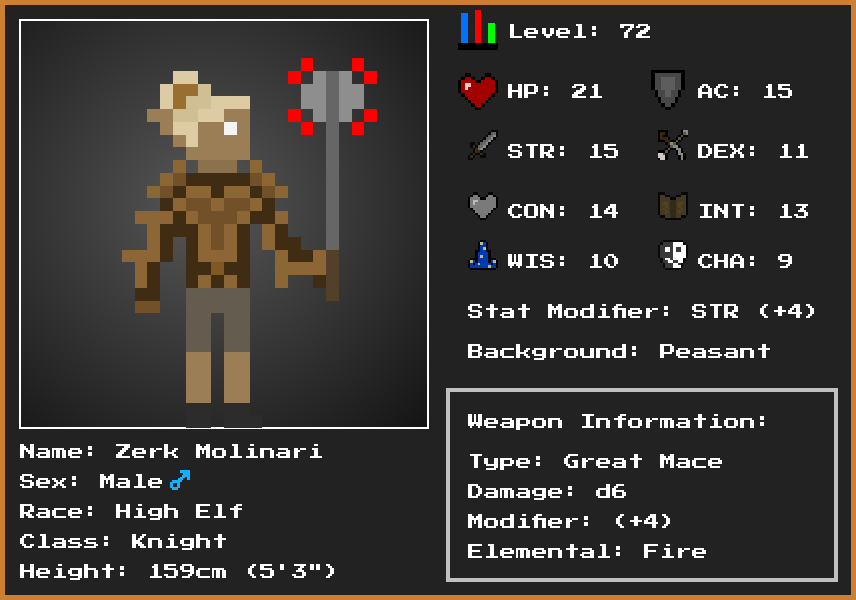 Level: 72
HP: 21 AC: 15
STR: 15 DEX: 11
CON: 14 INT: 13
WIS: 10 CHA: 9
Stat Modifier: STR (+4)
Background: Peasant
Weapon Information:
Type: Great Mace
Damage: d6
Modifier: (+4)
Elemental: Fire
Name: Zerk Molinari
Sex: Male♂
Race: High Elf
Class: Knight
Height: 159cm (5'3")